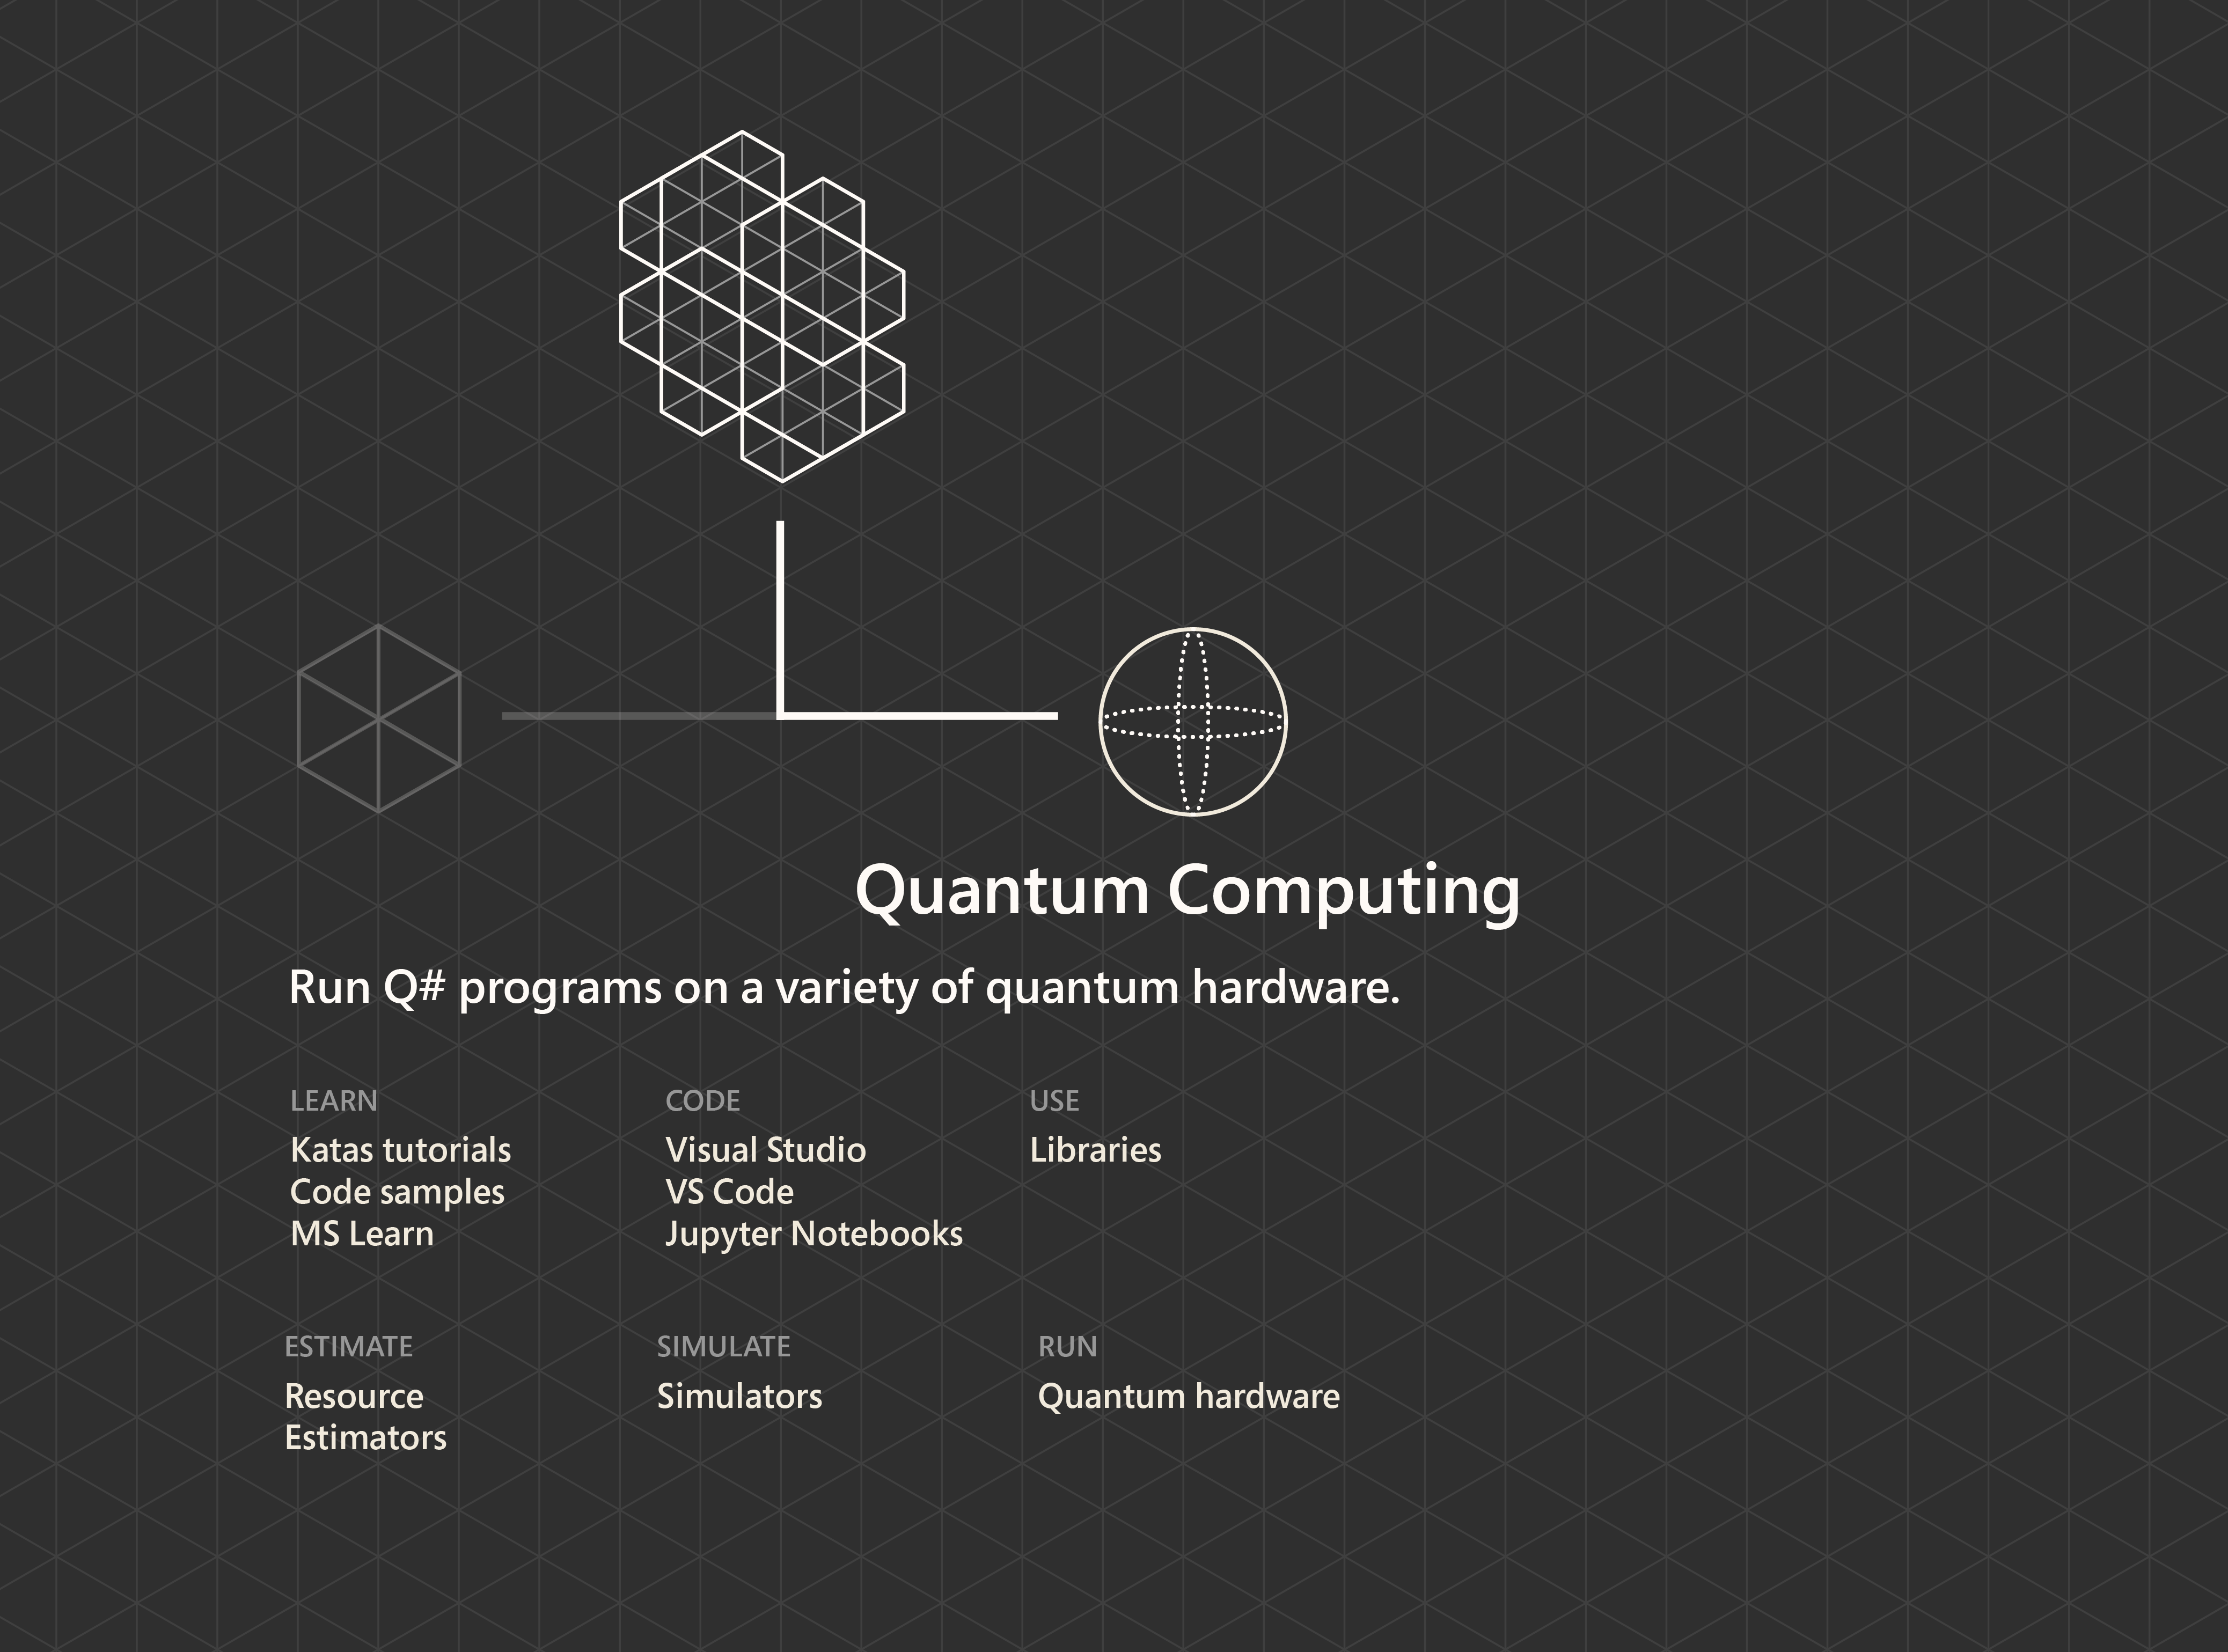 Quantum Computing
Run Q# programs on a variety of quantum hardware.
LEARN
Katas tutorials
Code samples
MS Learn
CODE
Visual Studio
VS Code
Jupyter Notebooks
USE
Libraries
ESTIMATE
Resource
Estimators
SIMULATE
Simulators
RUN
Quantum hardware